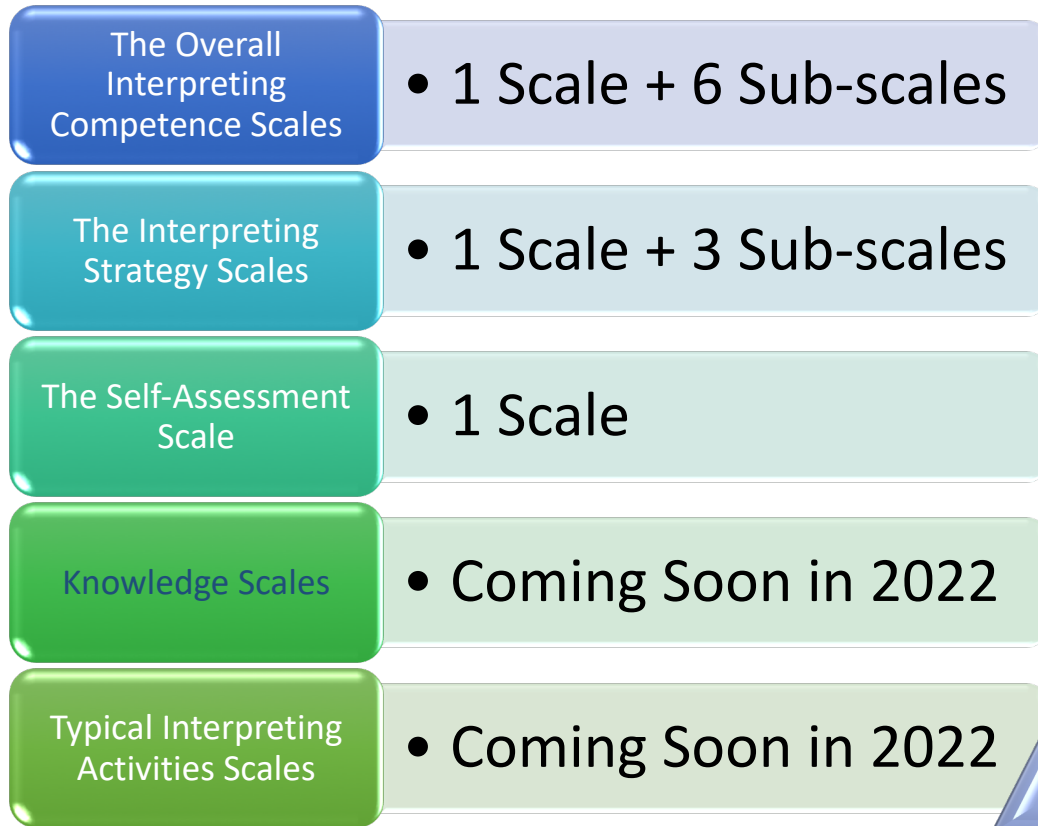 The Overall
Interpreting
Competence Scales
• 1 Scale + 6 Sub-scales
The Interpreting
Strategy Scales
• 1 Scale + 3 Sub-scales
The Self-Assessment
Scale
• 1 Scale
Knowledge Scales
• Coming Soon in 2022
Typical Interpreting
Activities Scales
• Coming Soon in 2022